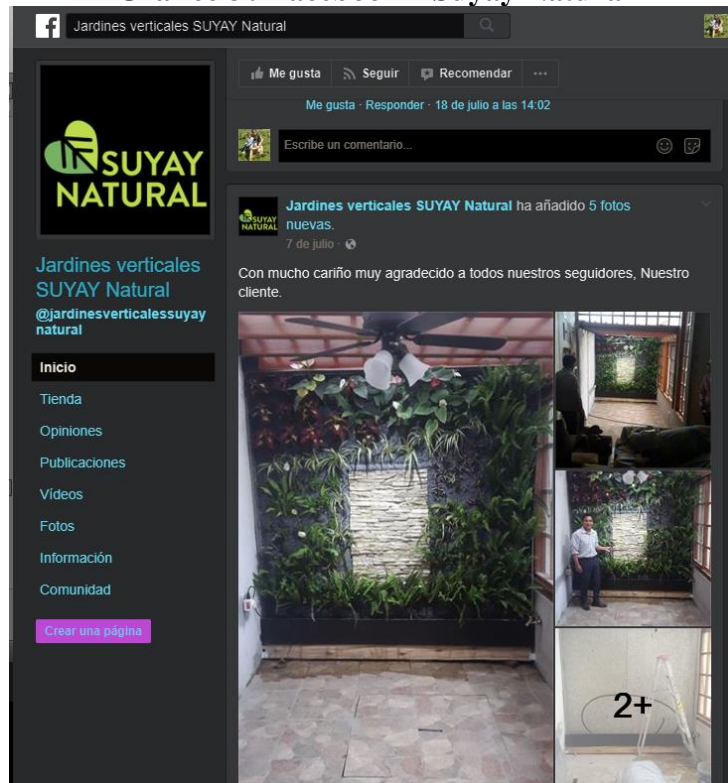 Jardines verticales SUYAY Natural
Me gusta
Seguir
Recomendar
Me gusta · Responder · 18 de julio a las 14:02
Escribe un comentario...
SUYAY
NATURAL
Jardines verticales
SUYAY Natural
@jardinesverticalessuyay
natural
Inicio
Tienda
Opiniones
Publicaciones
Vídeos
Fotos
Información
Comunidad
Crear una página
SUYAY
NATURAL
Jardines verticales SUYAY Natural ha añadido 5 fotos
nuevas.
7 de julio ·
Con mucho cariño muy agradecido a todos nuestros seguidores, Nuestro
cliente.
2+